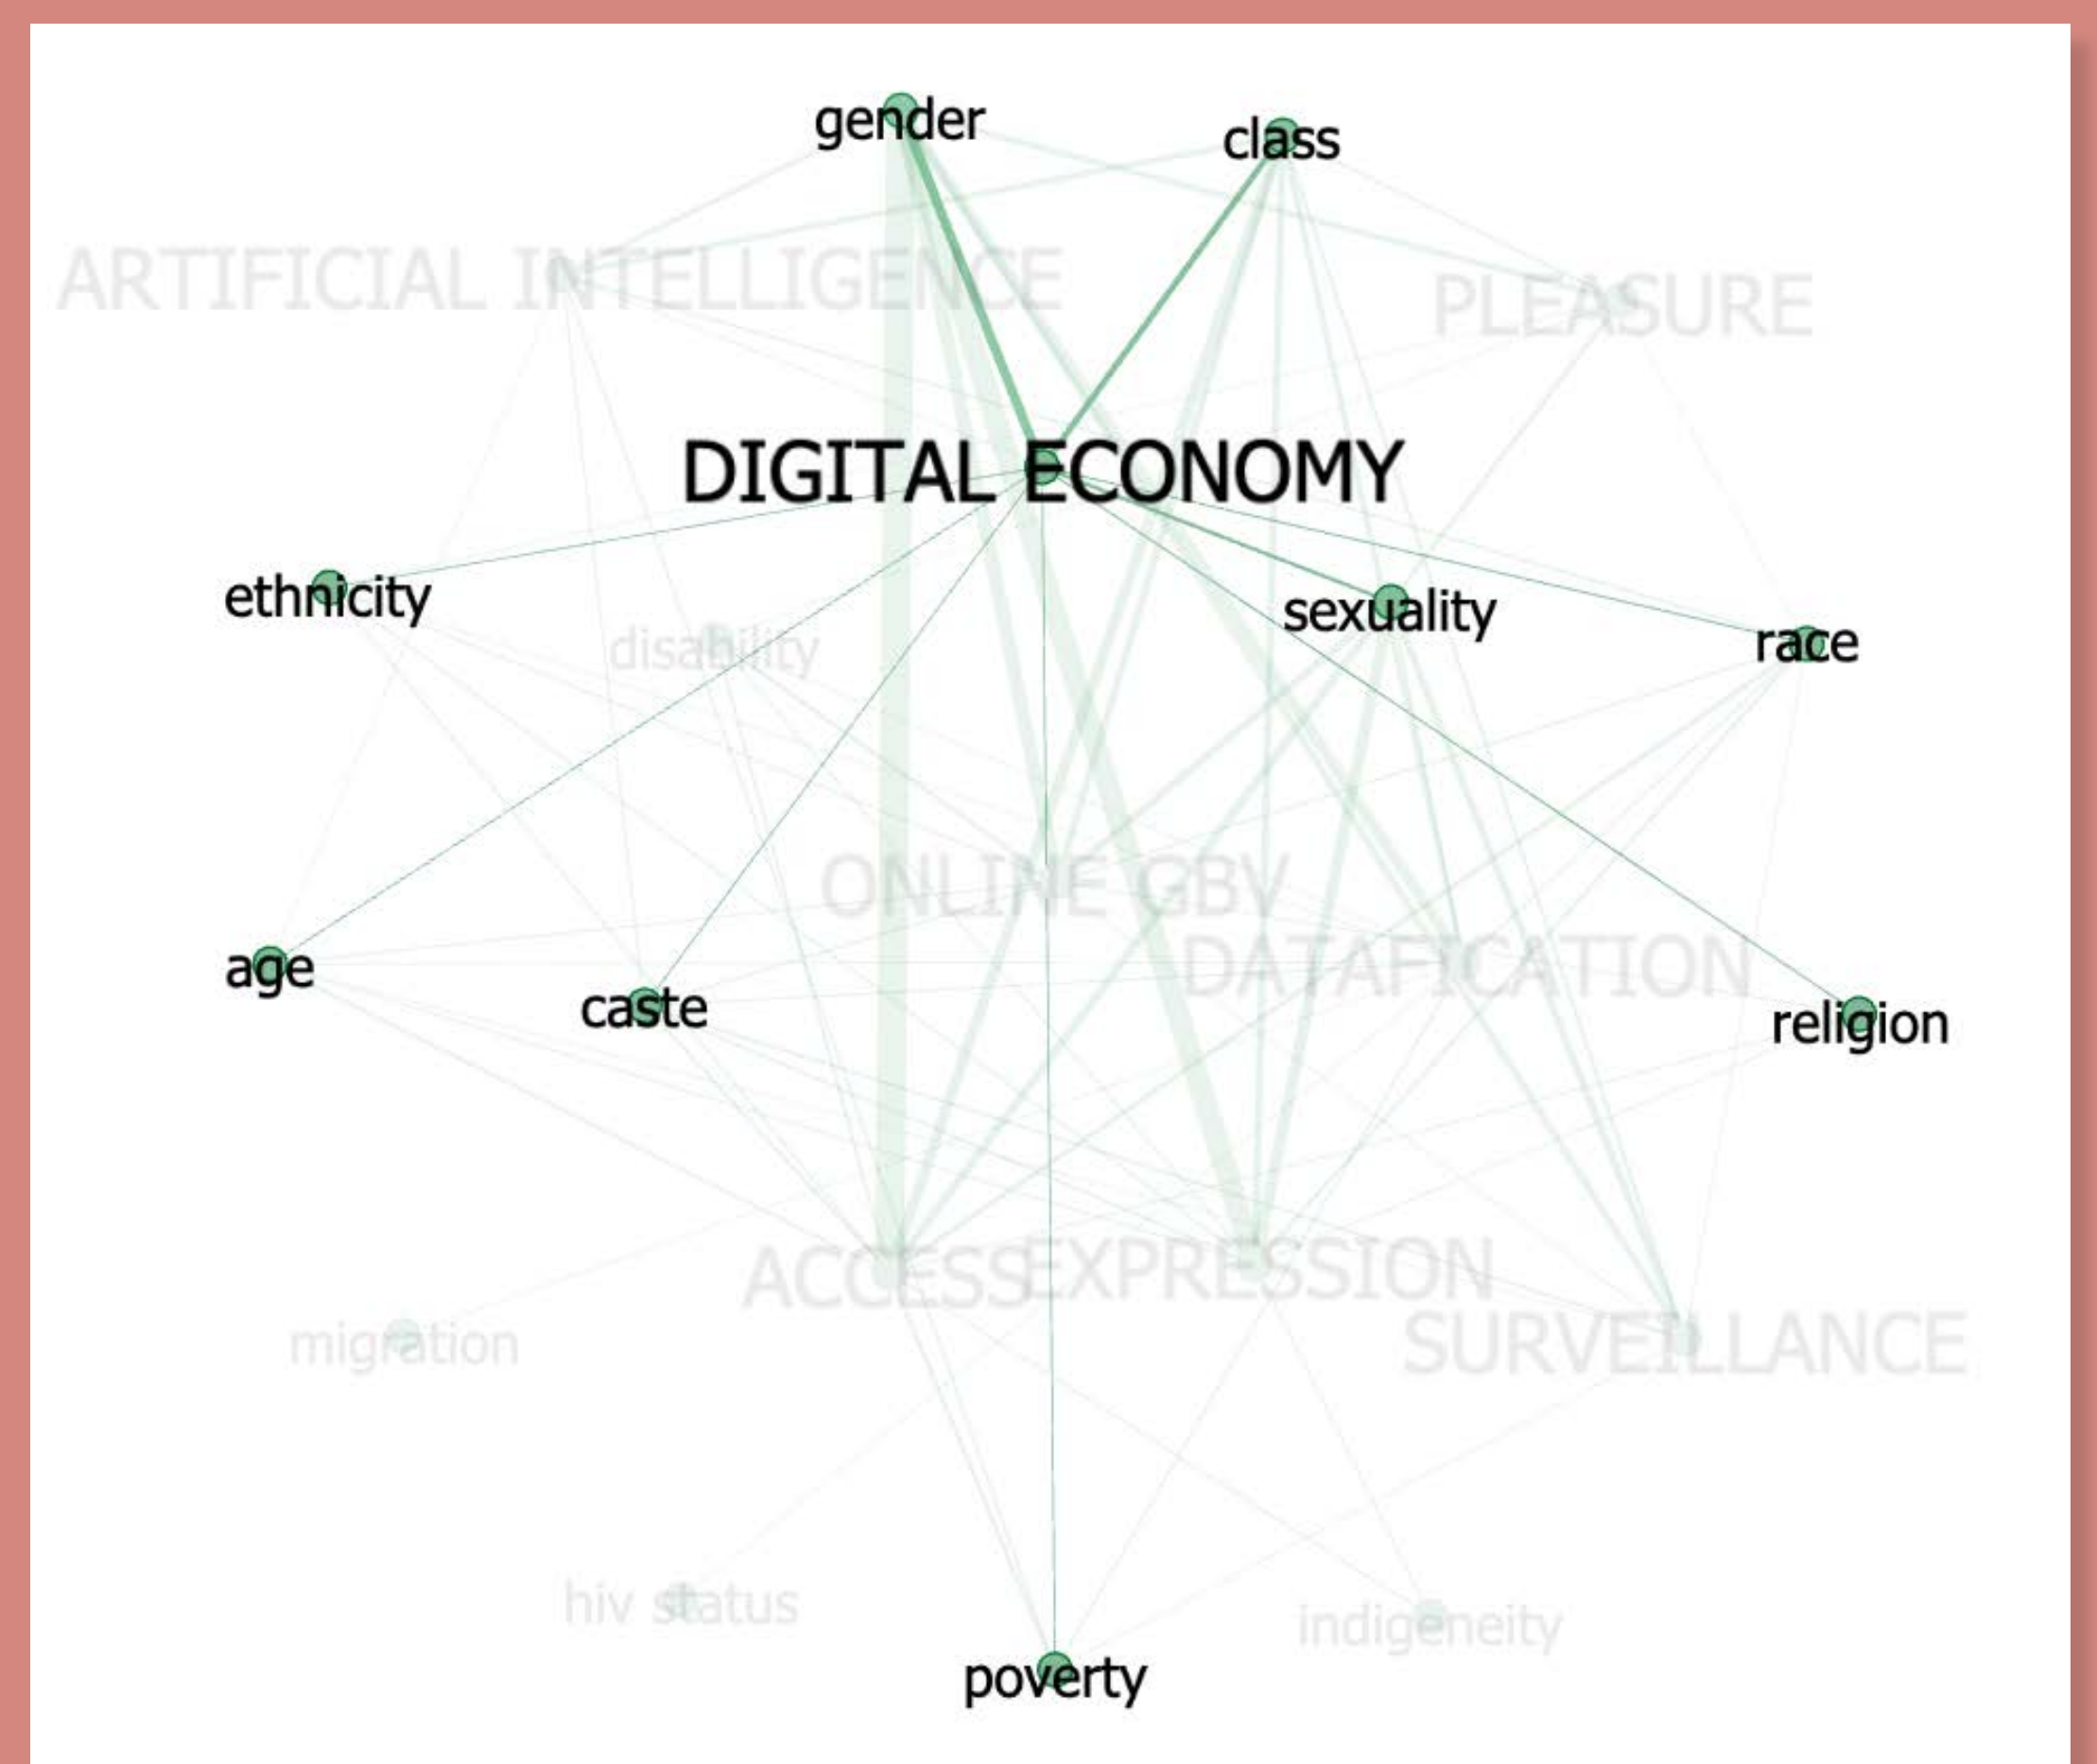 gender
class
ARTIFICIAL INTELLIGENCE
PLEASURE
DIGITAL ECONOMY
ethnicity
sexuality
disability
race
ONLINE GBV
DATAFICATION
age
caste
religion
ACCESS
EXPRESSION
migration
SURVEILLANCE
hiv status
indigeneity
poverty